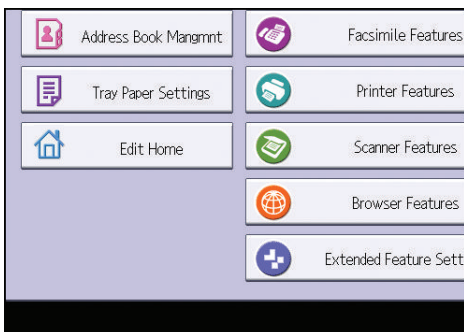 Address Book Mangmnt
Tray Paper Settings
Edit Home
Facsimile Features
Printer Features
Scanner Features
Browser Features
Extended Feature Sett